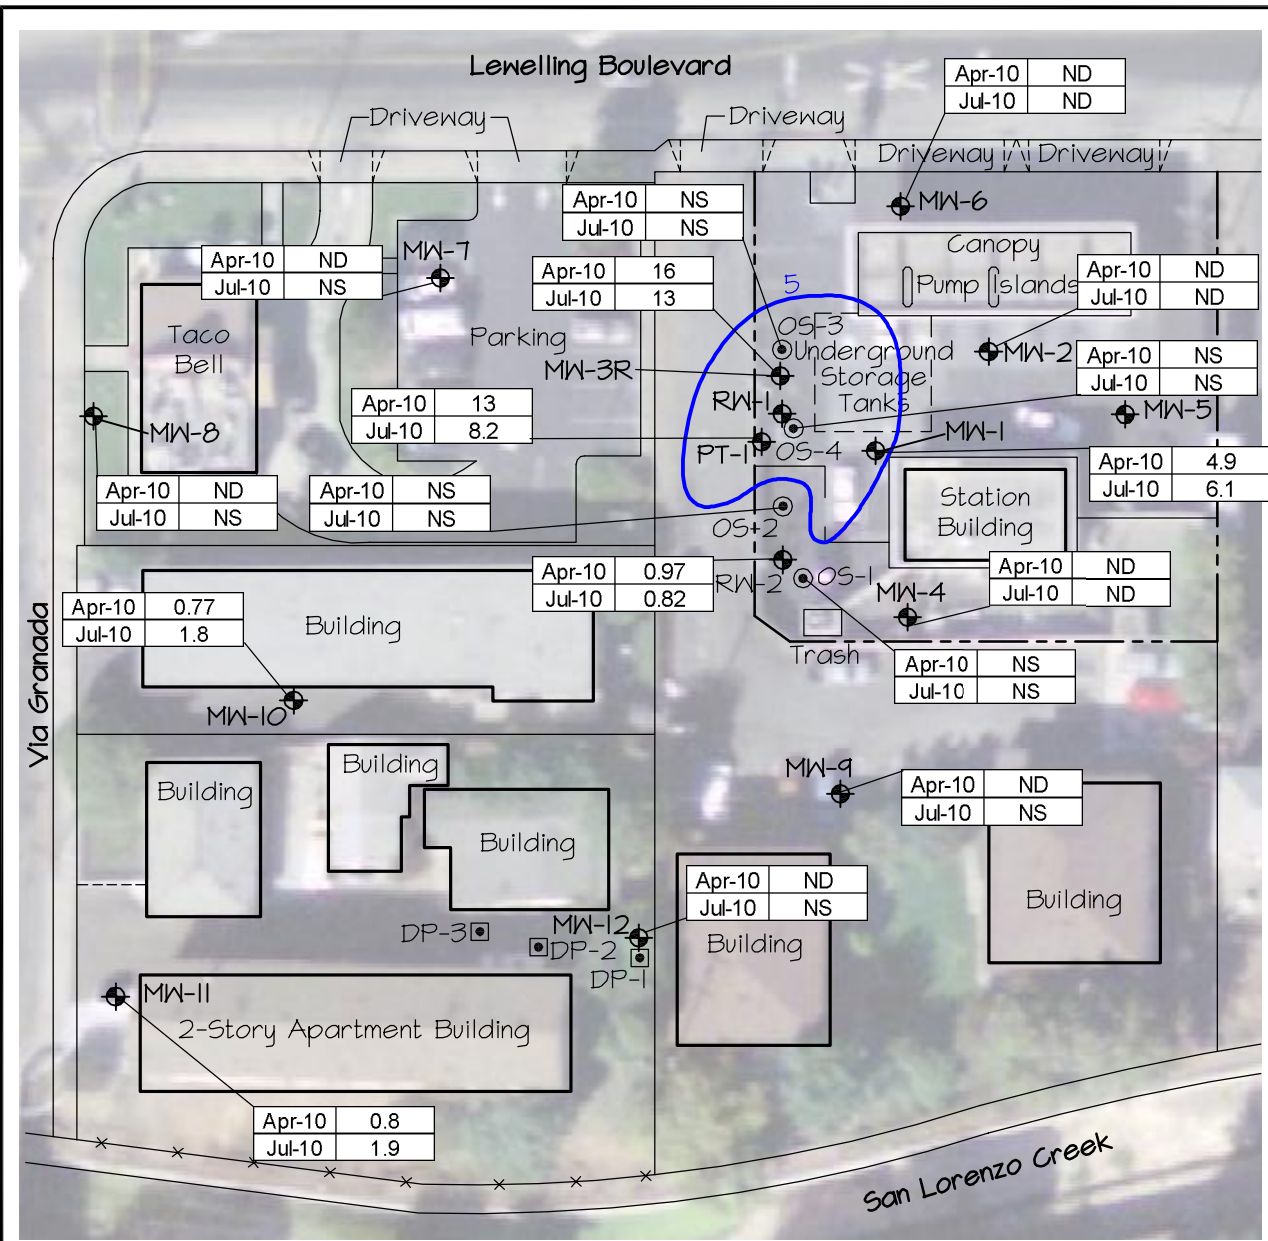 Lewelling Boulevard
Apr-10 ND
Jul-10 ND
Driveway
Driveway
Driveway
Driveway
Apr-10 NS
Jul-10 NS
MW-6
MW-7
Canopy
Apr-10 ND
Jul-10 NS
Apr-10 16
Jul-10 13
5
Pump Islands
Apr-10 ND
Jul-10 ND
Taco
Bell
Parking
OS-3
Underground
Storage
Tanks
MW-2
MW-3R
Apr-10 NS
Jul-10 NS
Apr-10 13
Jul-10 8.2
RW-1
MW-5
MW-8
PT-1
OS-4
MW-1
Apr-10 4.9
Jul-10 6.1
Apr-10 ND
Jul-10 NS
Apr-10 NS
Jul-10 NS
Station
Building
OS-2
Apr-10 0.97
Jul-10 0.82
RW-2
OS-1
Apr-10 ND
Jul-10 ND
MW-4
Apr-10 0.77
Jul-10 1.8
Building
Trash
Apr-10 NS
Jul-10 NS
Via Granada
MW-10
Building
Building
Building
MW-9
Apr-10 ND
Jul-10 NS
Apr-10 ND
Jul-10 NS
Building
DP-3
DP-2
MW-12
DP-1
Building
MW-11
2-Story Apartment Building
Apr-10 0.8
Jul-10 1.9
San Lorenzo Creek